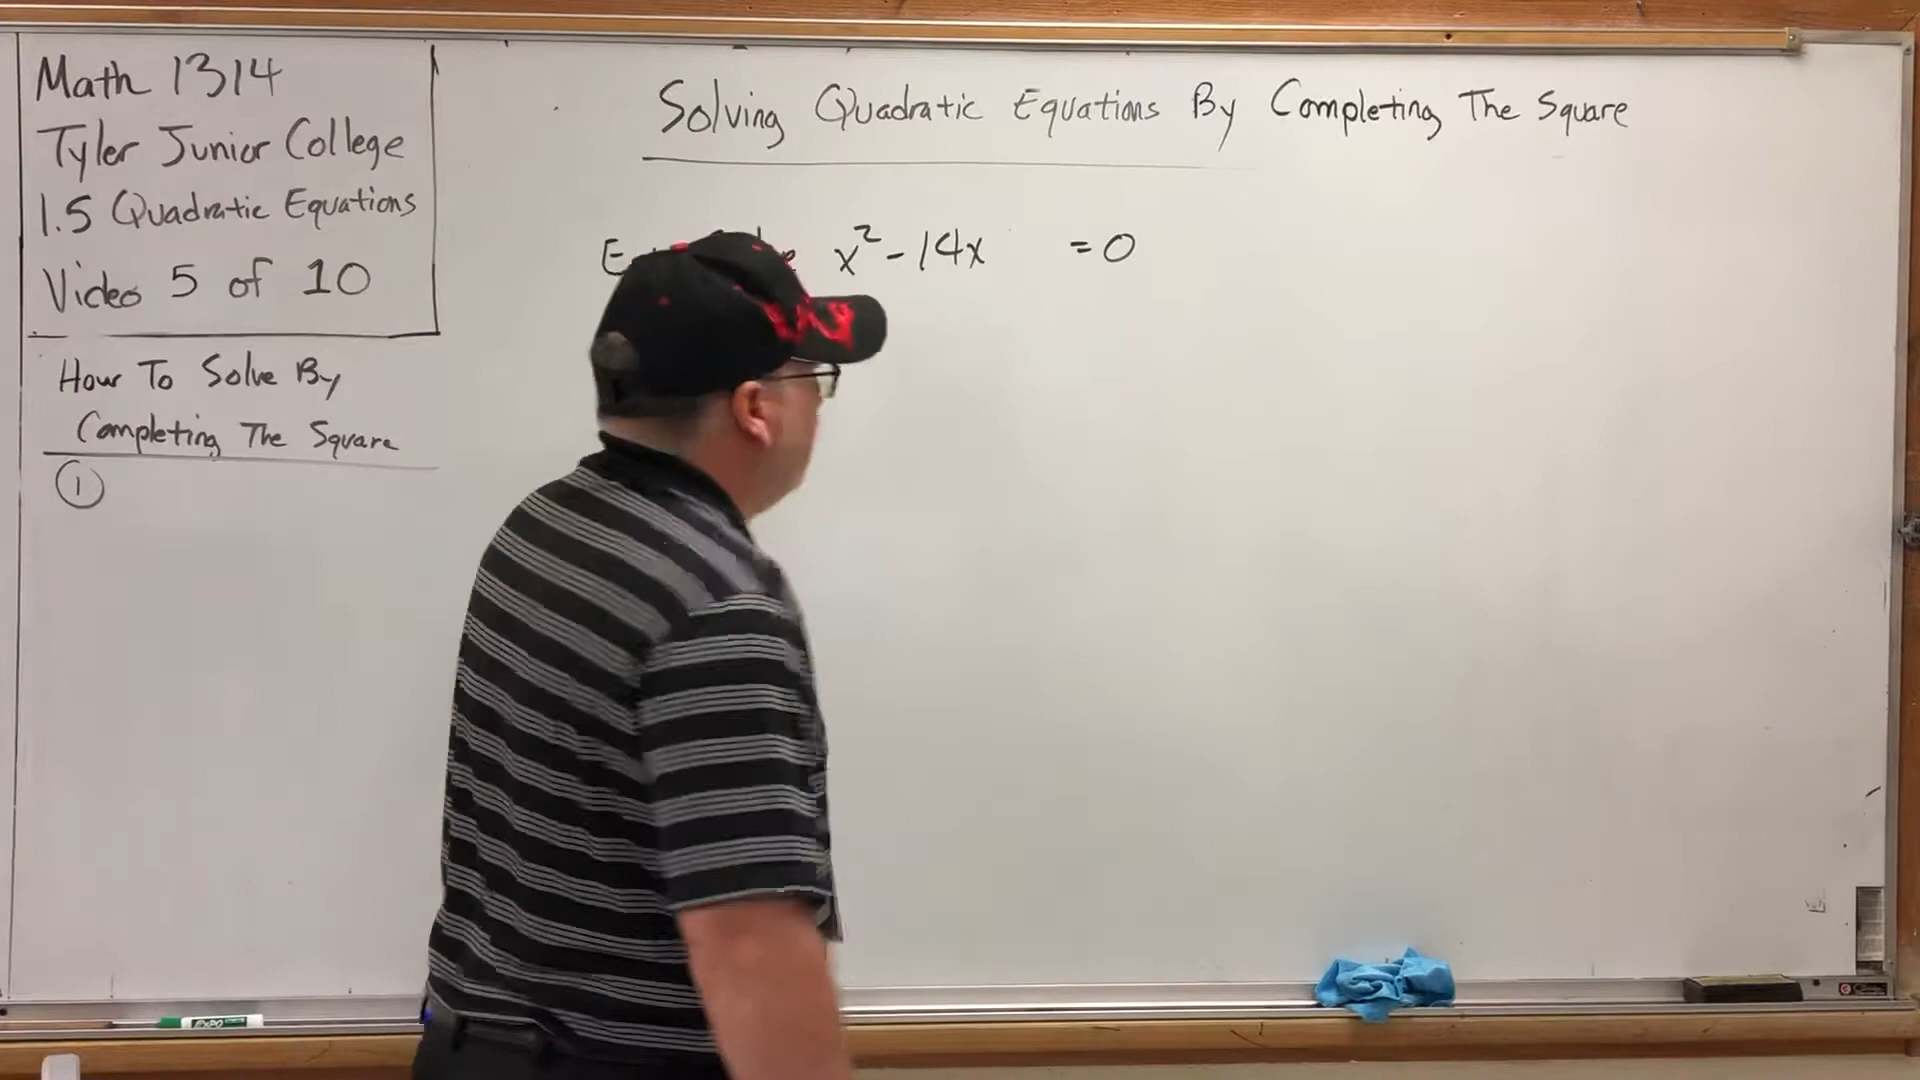 Math 1314
Tyler Junior College
1.5 Quadratic Equations
Video 5 of 10
How To Solve By
Completing The Square
①
Solving Quadratic Equations By Completing The Square
x² - 14x = 0
EXPO